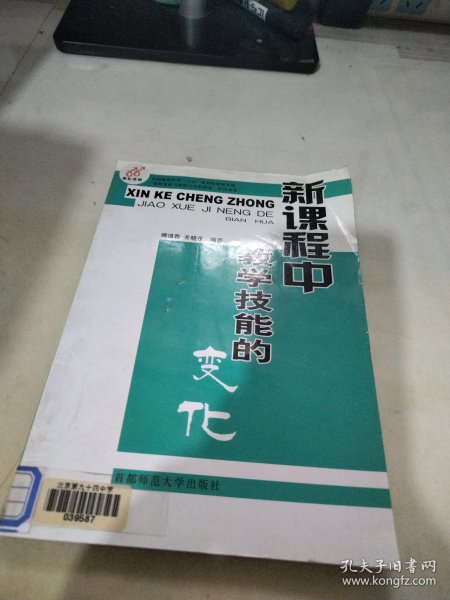 XIN KE CHENG ZHONG
JIAO XUE JI NENG DE
BIAN HUA
新课程中
教学技能的
变化
首都师范大学出版社
北京第九十四中学
039587
孔夫子旧书网
www.kongfz.com